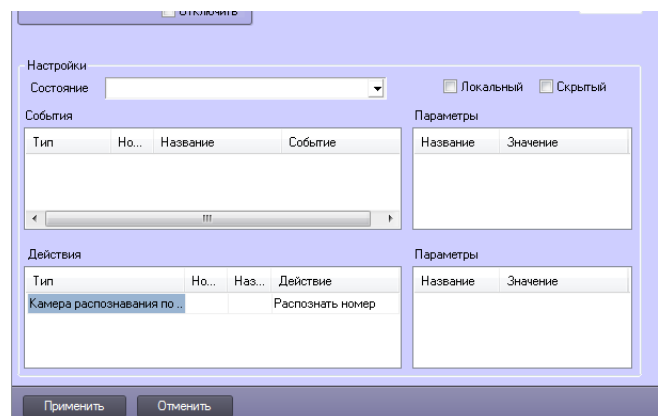 Отключить
Настройки
Состояние
Локальный
Скрытый
События
Тип Но... Название Событие
Параметры
Название Значение
Действия
Тип Но... Наз... Действие
Камера распознавания по .. Распознать номер
Параметры
Название Значение
Применить
Отменить